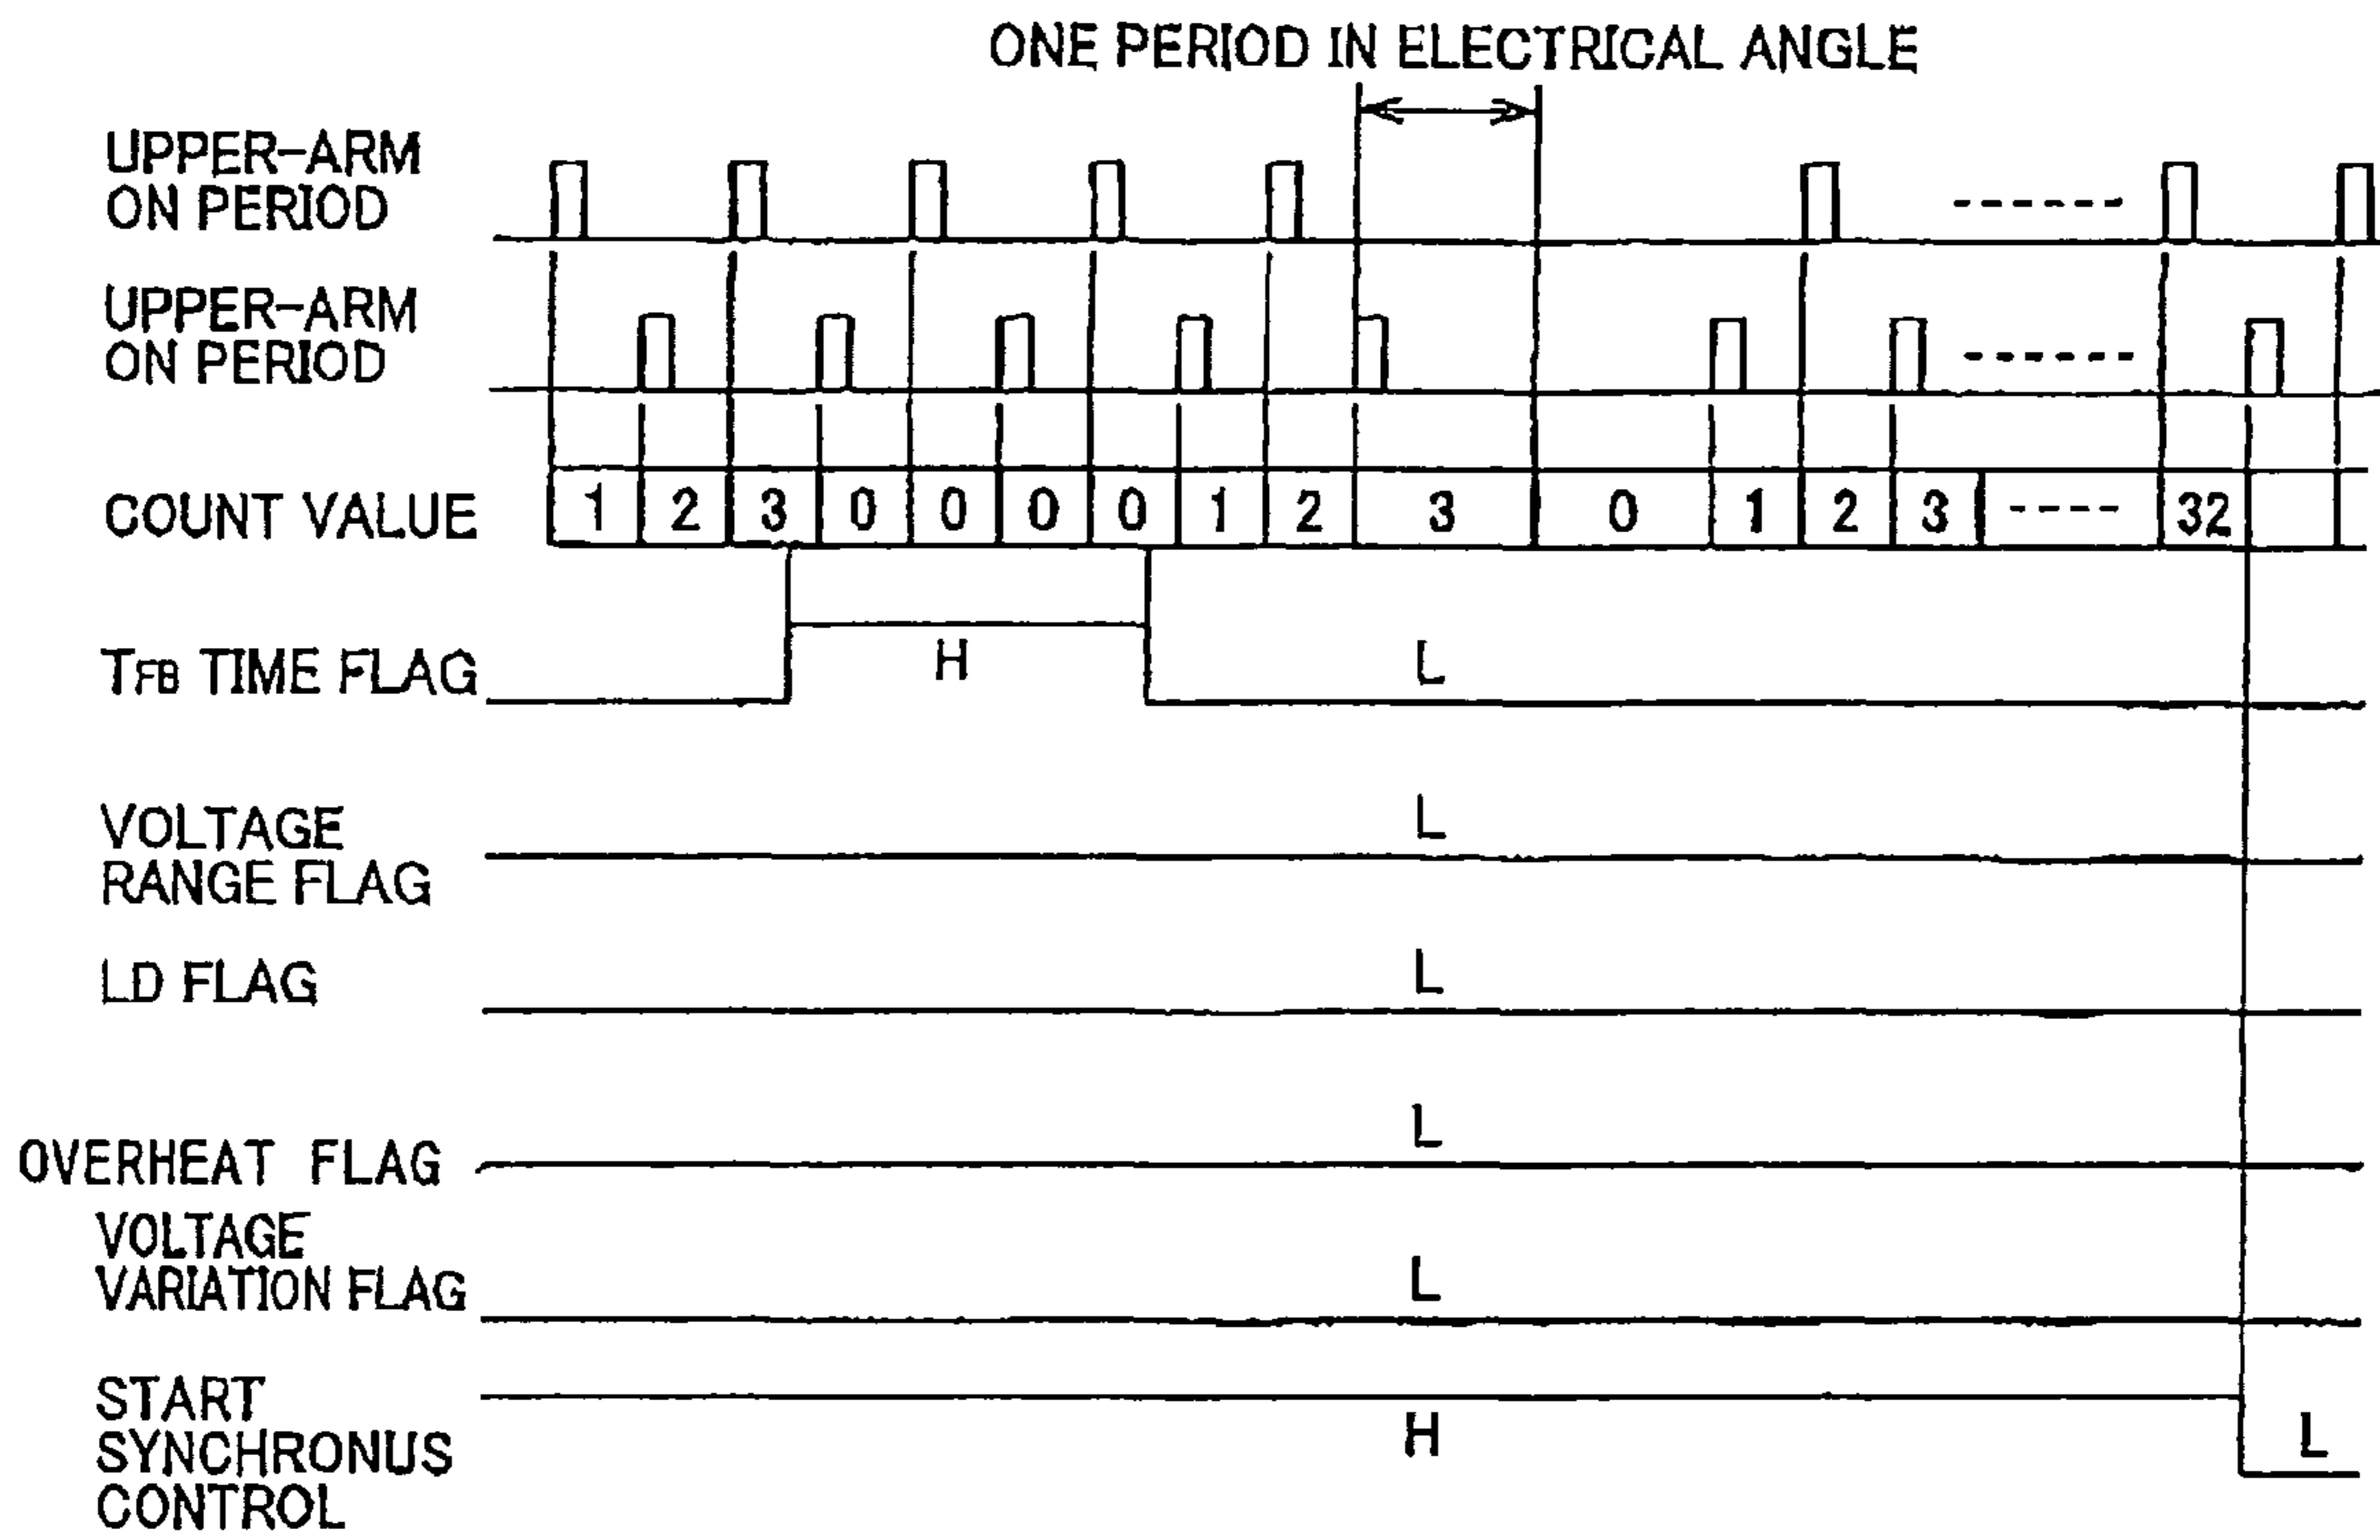 ONE PERIOD IN ELECTRICAL ANGLE
UPPER-ARM
ON PERIOD
UPPER-ARM
ON PERIOD
COUNT VALUE 1 2 3 0 0 0 0 1 2 3 0 1 2 3 ---- 32
TFB TIME FLAG H L
VOLTAGE
RANGE FLAG
L
LD FLAG L
OVERHEAT FLAG L
VOLTAGE
VARIATION FLAG L
START
SYNCHRONUS
CONTROL
H L